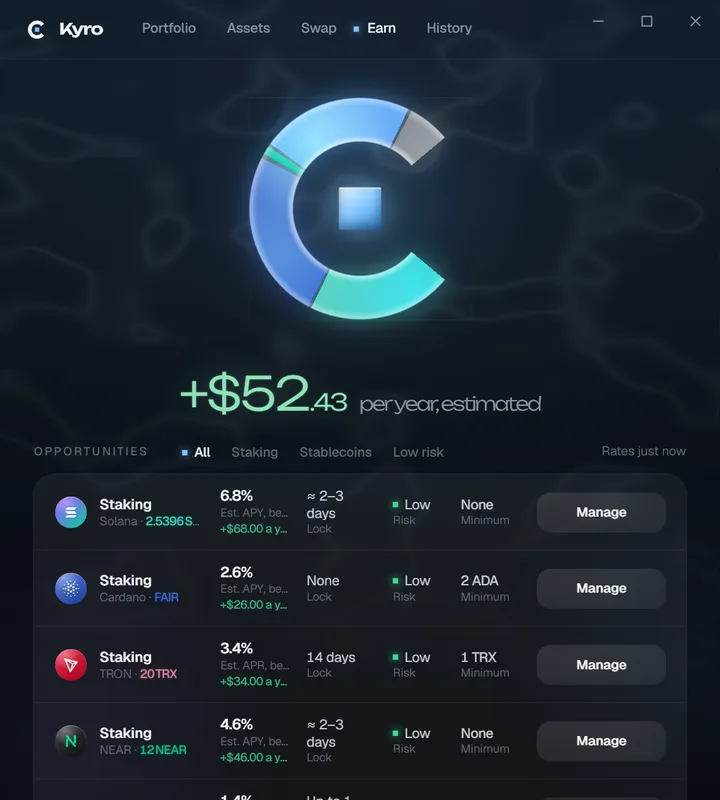 Kyro Portfolio Assets Swap Earn History
+$52.43 per year, estimated
OPPORTUNITIES All Staking Stablecoins Low risk Rates just now
Staking
Solana · 2.5396 S...
6.8%
Est. APY, be...
+$68.00 a y...
≈ 2–3
days
Lock
Low
Risk
None
Minimum
Manage
Staking
Cardano · FAIR
2.6%
Est. APY, be...
+$26.00 a y...
None
Lock
Low
Risk
2 ADA
Minimum
Manage
Staking
TRON · 20 TRX
3.4%
Est. APR, be...
+$34.00 a y...
14 days
Lock
Low
Risk
1 TRX
Minimum
Manage
Staking
NEAR · 12 NEAR
4.6%
Est. APY, be...
+$46.00 a y...
≈ 2–3
days
Lock
Low
Risk
None
Minimum
Manage
1.4%
Up to 1